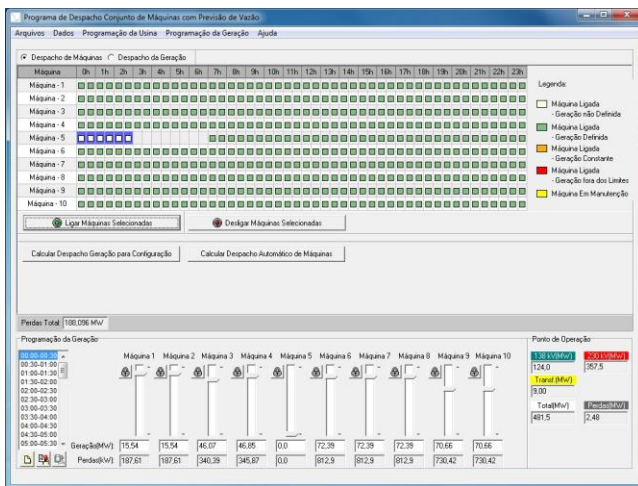 Programa de Despacho Conjunto de Máquinas com Previsão de Vazão
Arquivos Dados Programação da Usina Programação da Geração Ajuda
Despacho de Máquinas Despacho da Geração
Máquina 0h 1h 2h 3h 4h 5h 6h 7h 8h 9h 10h 11h 12h 13h 14h 15h 16h 17h 18h 19h 20h 21h 22h 23h
Máquina - 1
Máquina - 2
Máquina - 3
Máquina - 4
Máquina - 5
Máquina - 6
Máquina - 7
Máquina - 8
Máquina - 9
Máquina - 10
Legenda:
Máquina Ligada
- Geração não Definida
Máquina Ligada
- Geração Definida
Máquina Ligada
- Geração Constante
Máquina Ligada
- Geração fora dos Limites
Máquina Em Manutenção
Ligar Máquinas Selecionadas Desligar Máquinas Selecionadas
Calcular Despacho Geração para Configuração Calcular Despacho Automático de Máquinas
Perdas Total 188,096 MW
Programação da Geração
00:00-00:30
00:30-01:00
01:00-01:30
01:30-02:00
02:00-02:30
02:30-03:00
03:00-03:30
03:30-04:00
04:00-04:30
04:30-05:00
05:00-05:30
Máquina 1 Máquina 2 Máquina 3 Máquina 4 Máquina 5 Máquina 6 Máquina 7 Máquina 8 Máquina 9 Máquina 10
Geração(MW) 15,54 15,54 46,07 46,85 0,0 72,39 72,39 72,39 70,66 70,66
Perdas(kW) 187,61 187,61 340,39 345,87 0,0 812,9 812,9 812,9 730,42 730,42
Ponto de Operação
138 kV(MW) 230 kV(MW)
124,0 357,5
Transf.(MW)
9,00
Total(MW) Perdas(MW)
481,5 2,48